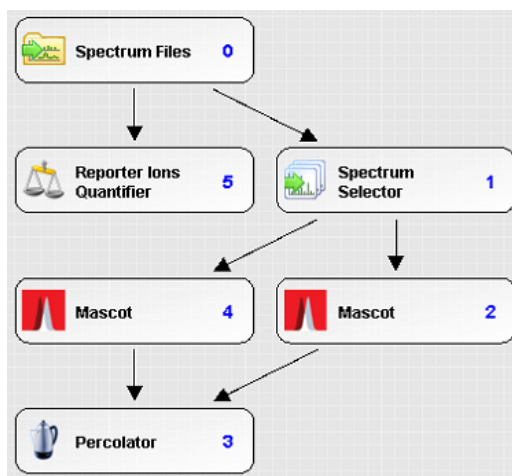 Spectrum Files 0
Reporter Ions
Quantifier 5
Spectrum
Selector 1
Mascot 4
Mascot 2
Percolator 3